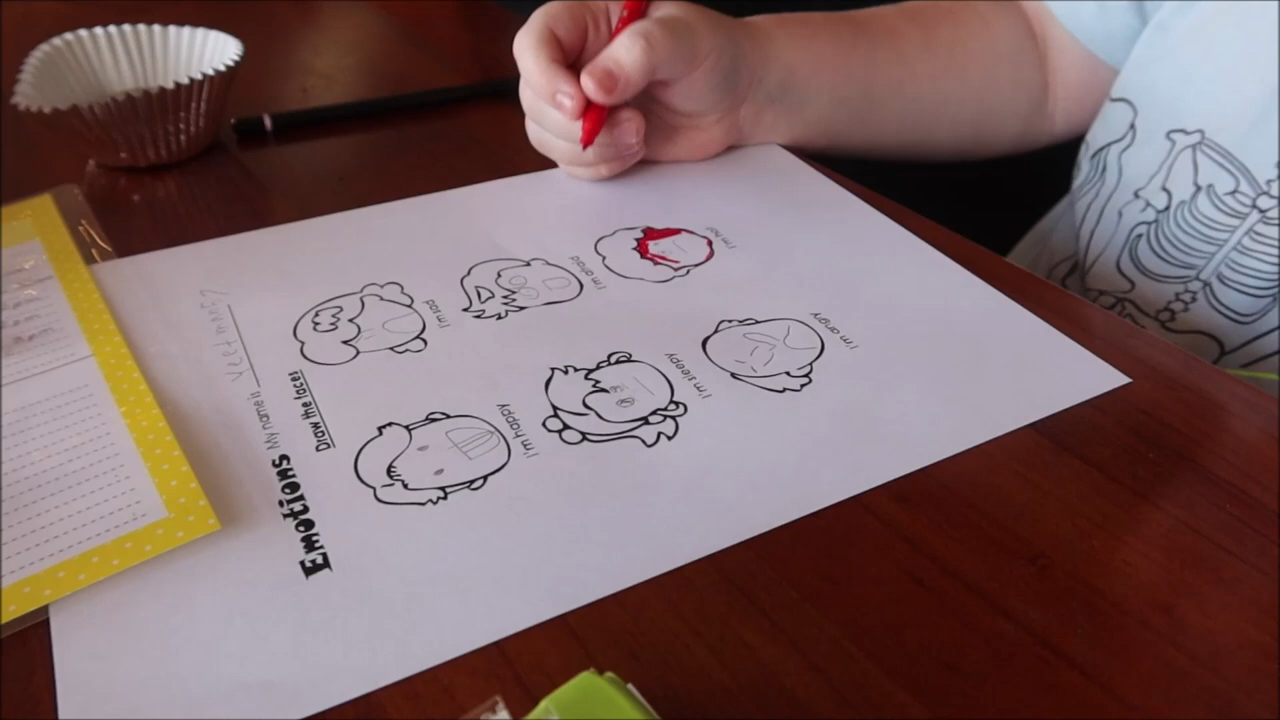 Emotions My name is
Draw the faces
I'm happy
I'm sad
I'm sleepy
I'm afraid
I'm angry
I'm hot